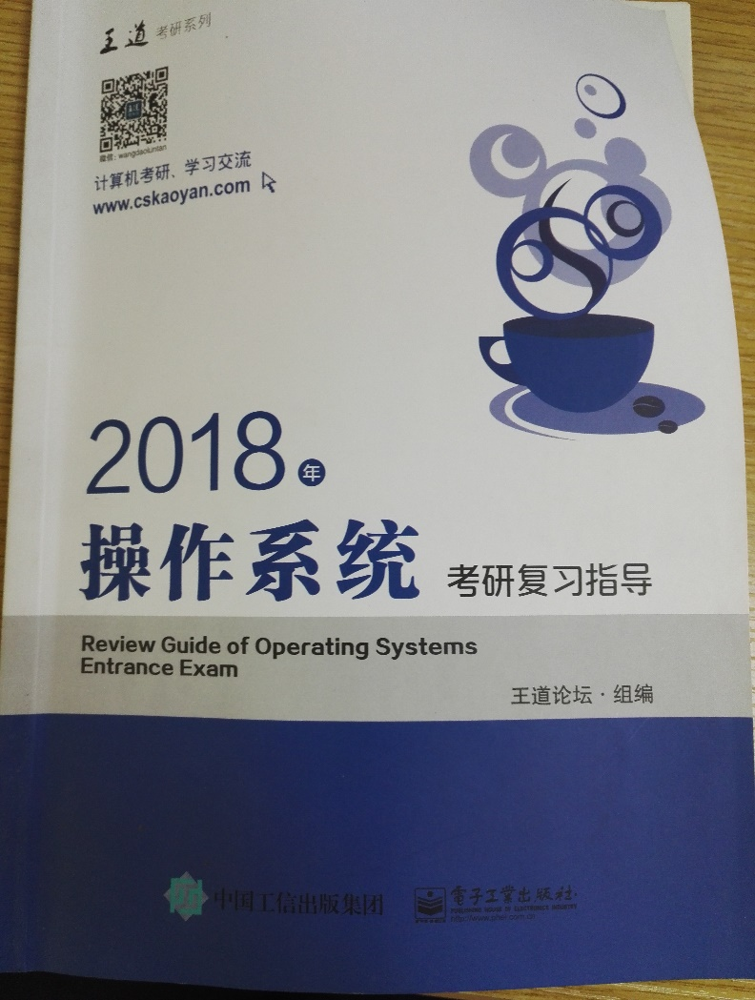 王道 考研系列
微信：wangdaoluntan
计算机考研、学习交流
www.cskaoyan.com
2018年
操作系统 考研复习指导
Review Guide of Operating Systems
Entrance Exam
王道论坛·组编
中国工信出版集团
电子工业出版社
PUBLISHING HOUSE OF ELECTRONICS INDUSTRY
http://www.phei.com.cn